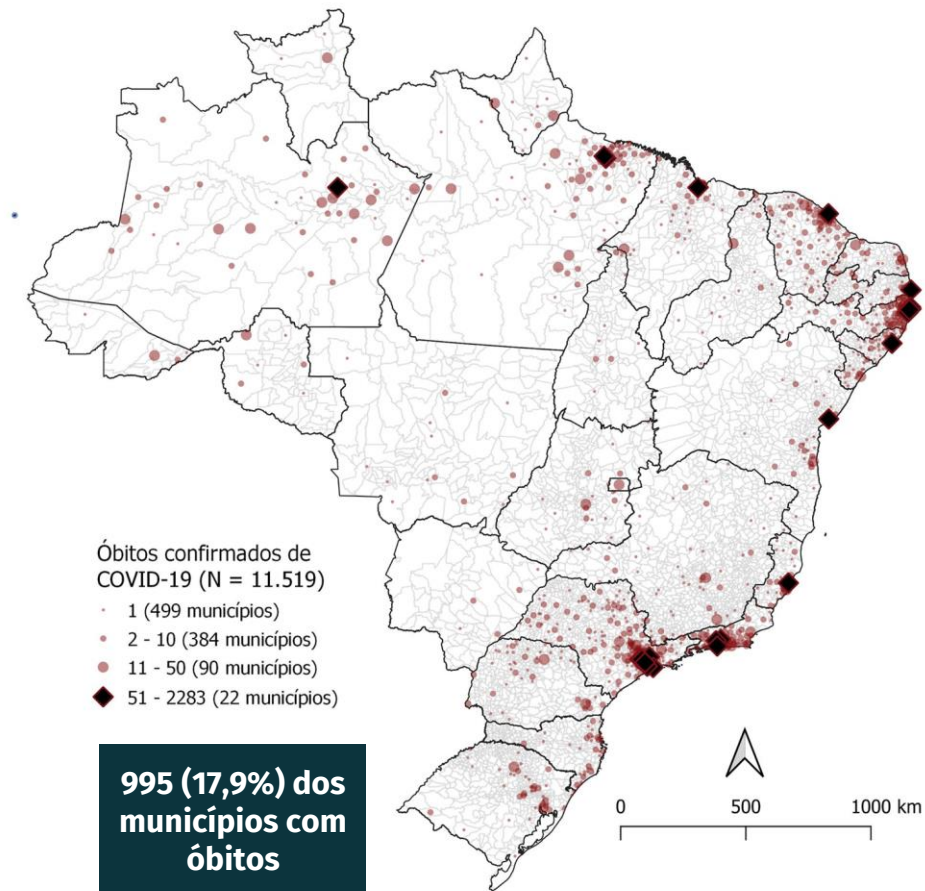 Óbitos confirmados de
COVID-19 (N = 11.519)
1 (499 municípios)
2 - 10 (384 municípios)
11 - 50 (90 municípios)
51 - 2283 (22 municípios)
995 (17,9%) dos
municípios com
óbitos
0 500 1000 km